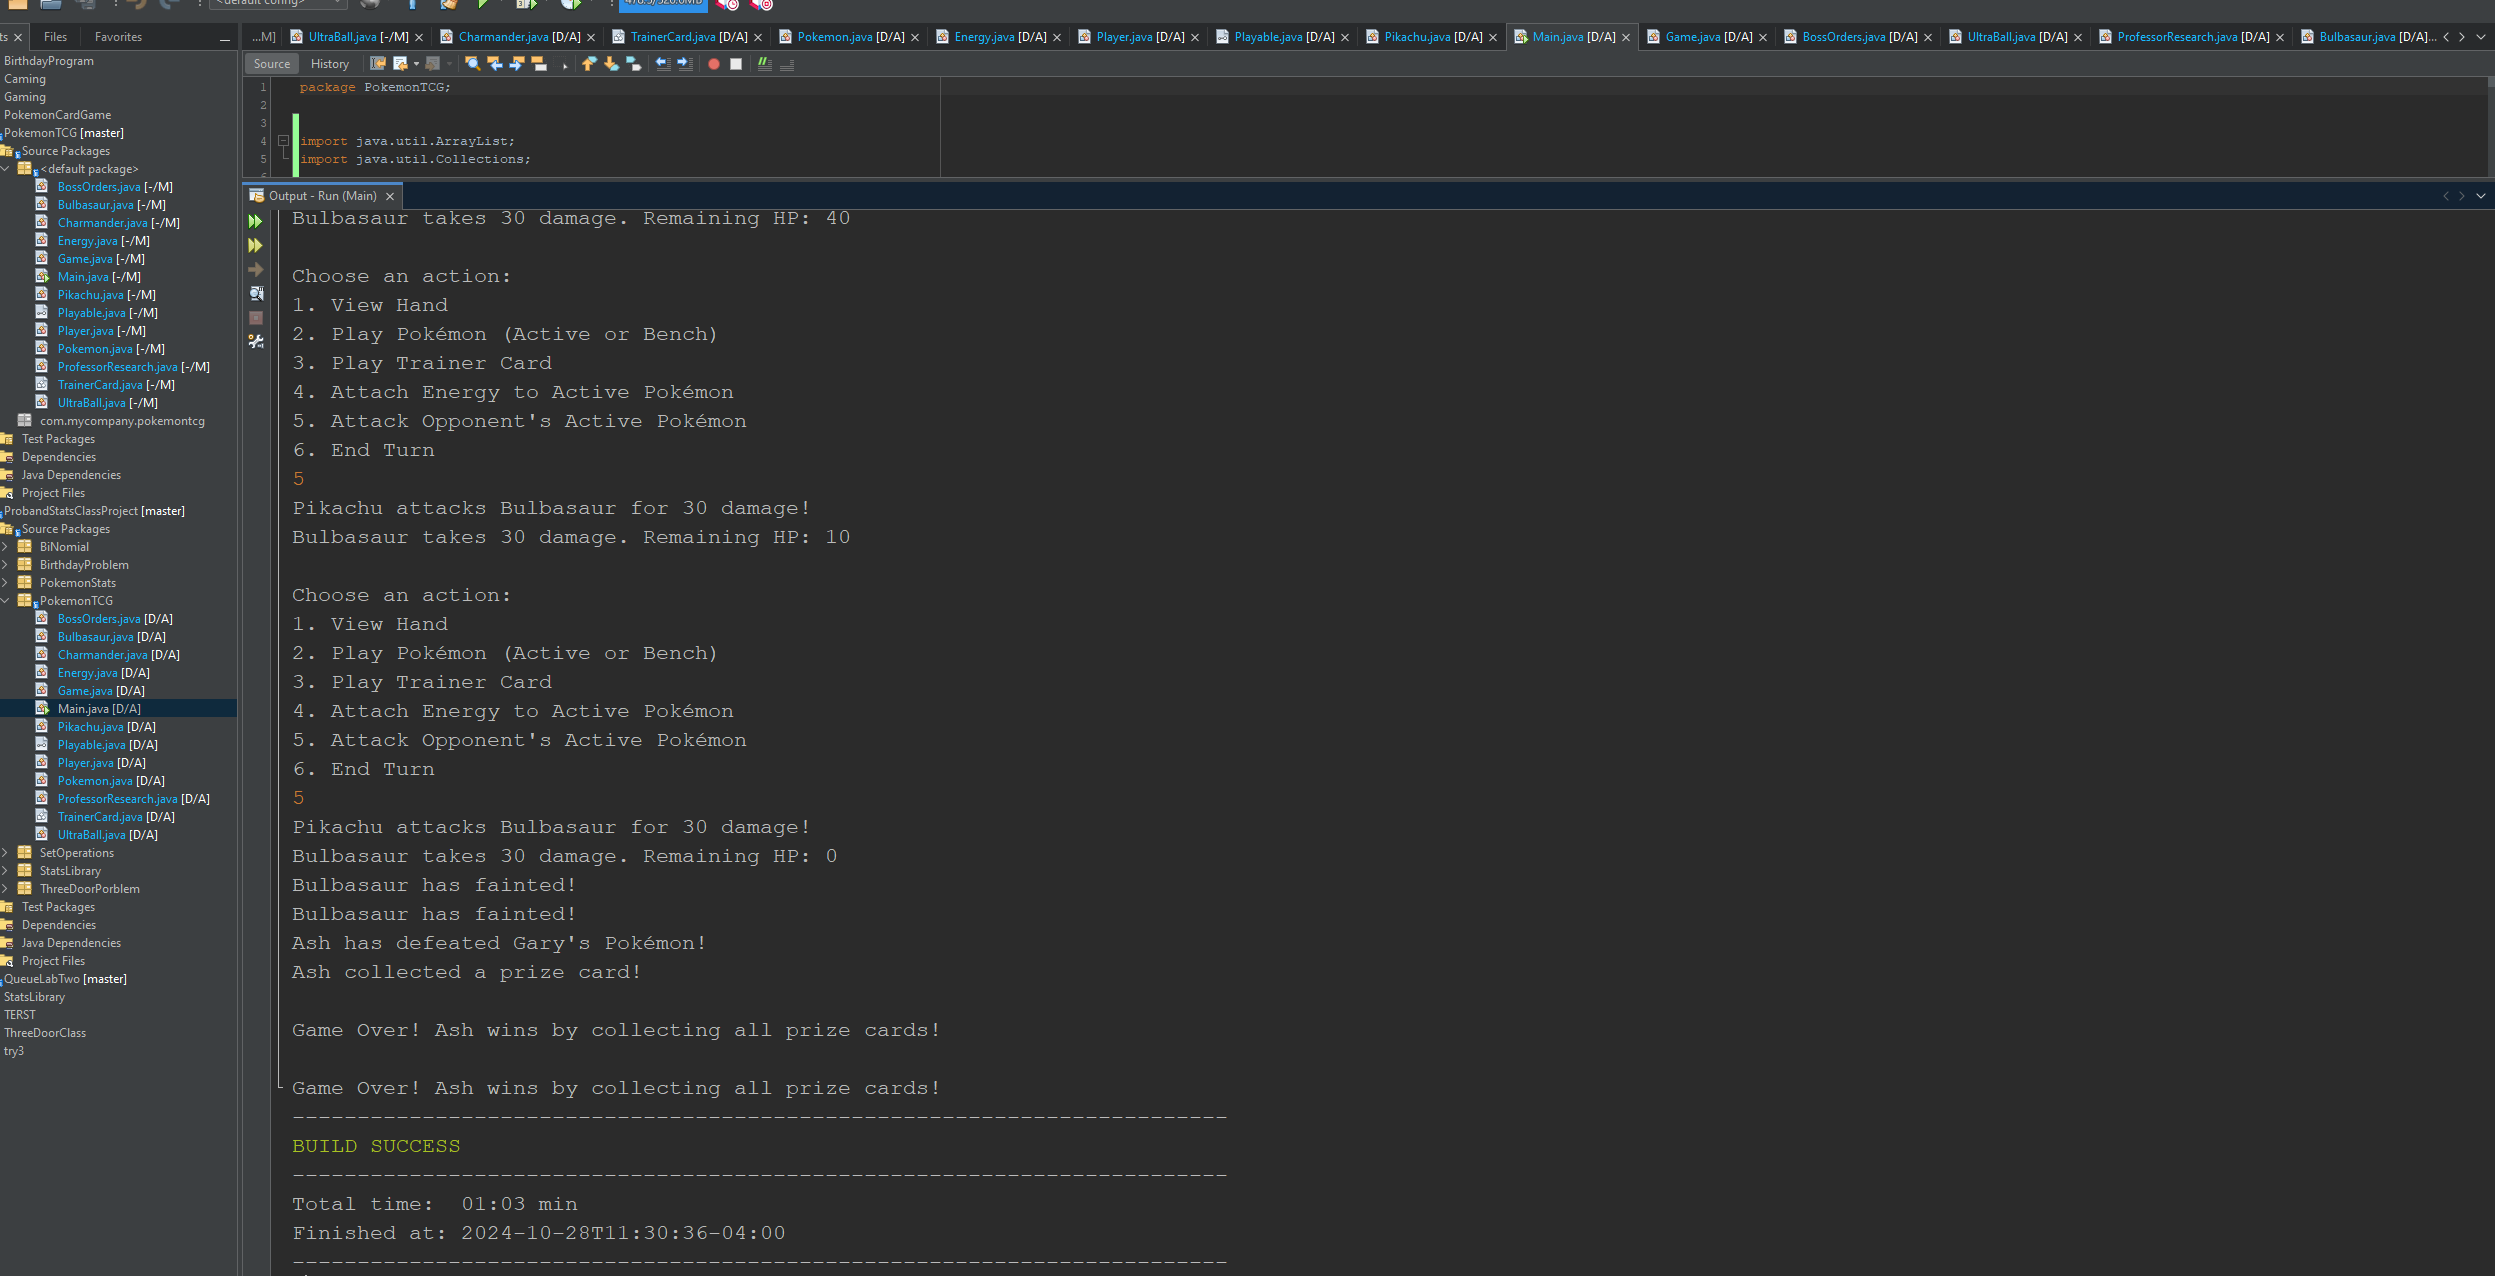 <default config>
478.5/520.0MB
ts Files Favorites
...M] UltraBall.java [-/M] Charmander.java [D/A] TrainerCard.java [D/A] Pokemon.java [D/A] Energy.java [D/A] Player.java [D/A] Playable.java [D/A] Pikachu.java [D/A] Main.java [D/A] Game.java [D/A] BossOrders.java [D/A] UltraBall.java [D/A] ProfessorResearch.java [D/A] Bulbasaur.java [D/A]...
BirthdayProgram
Caming
Gaming
PokemonCardGame
PokemonTCG [master]
Source Packages
<default package>
BossOrders.java [-/M]
Bulbasaur.java [-/M]
Charmander.java [-/M]
Energy.java [-/M]
Game.java [-/M]
Main.java [-/M]
Pikachu.java [-/M]
Playable.java [-/M]
Player.java [-/M]
Pokemon.java [-/M]
ProfessorResearch.java [-/M]
TrainerCard.java [-/M]
UltraBall.java [-/M]
com.mycompany.pokemontcg
Test Packages
Dependencies
Java Dependencies
Project Files
ProbandStatsClassProject [master]
Source Packages
BiNomial
BirthdayProblem
PokemonStats
PokemonTCG
BossOrders.java [D/A]
Bulbasaur.java [D/A]
Charmander.java [D/A]
Energy.java [D/A]
Game.java [D/A]
Main.java [D/A]
Pikachu.java [D/A]
Playable.java [D/A]
Player.java [D/A]
Pokemon.java [D/A]
ProfessorResearch.java [D/A]
TrainerCard.java [D/A]
UltraBall.java [D/A]
SetOperations
StatsLibrary
ThreeDoorPorblem
Test Packages
Dependencies
Java Dependencies
Project Files
QueueLabTwo [master]
StatsLibrary
TERST
ThreeDoorClass
try3
Source History
1 package PokemonTCG;
2
3
4 import java.util.ArrayList;
5 import java.util.Collections;
Output - Run (Main)
Bulbasaur takes 30 damage. Remaining HP: 40
Choose an action:
1. View Hand
2. Play Pokémon (Active or Bench)
3. Play Trainer Card
4. Attach Energy to Active Pokémon
5. Attack Opponent's Active Pokémon
6. End Turn
5
Pikachu attacks Bulbasaur for 30 damage!
Bulbasaur takes 30 damage. Remaining HP: 10
Choose an action:
1. View Hand
2. Play Pokémon (Active or Bench)
3. Play Trainer Card
4. Attach Energy to Active Pokémon
5. Attack Opponent's Active Pokémon
6. End Turn
5
Pikachu attacks Bulbasaur for 30 damage!
Bulbasaur takes 30 damage. Remaining HP: 0
Bulbasaur has fainted!
Bulbasaur has fainted!
Ash has defeated Gary's Pokémon!
Ash collected a prize card!
Game Over! Ash wins by collecting all prize cards!
Game Over! Ash wins by collecting all prize cards!
------------------------------------------------------------------------
BUILD SUCCESS
------------------------------------------------------------------------
Total time:  01:03 min
Finished at: 2024-10-28T11:30:36-04:00
------------------------------------------------------------------------